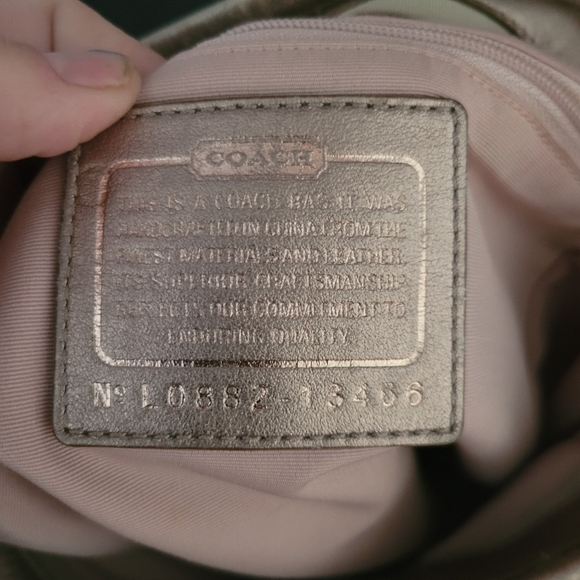 COACH
THIS IS A COACH BAG. IT WAS
HANDCRAFTED IN CHINA FROM THE
FINEST MATERIALS AND LEATHER.
ITS SUPERIOR CRAFTSMANSHIP
REFLECTS OUR COMMITMENT TO
ENDURING QUALITY.
Nº L0882-13466